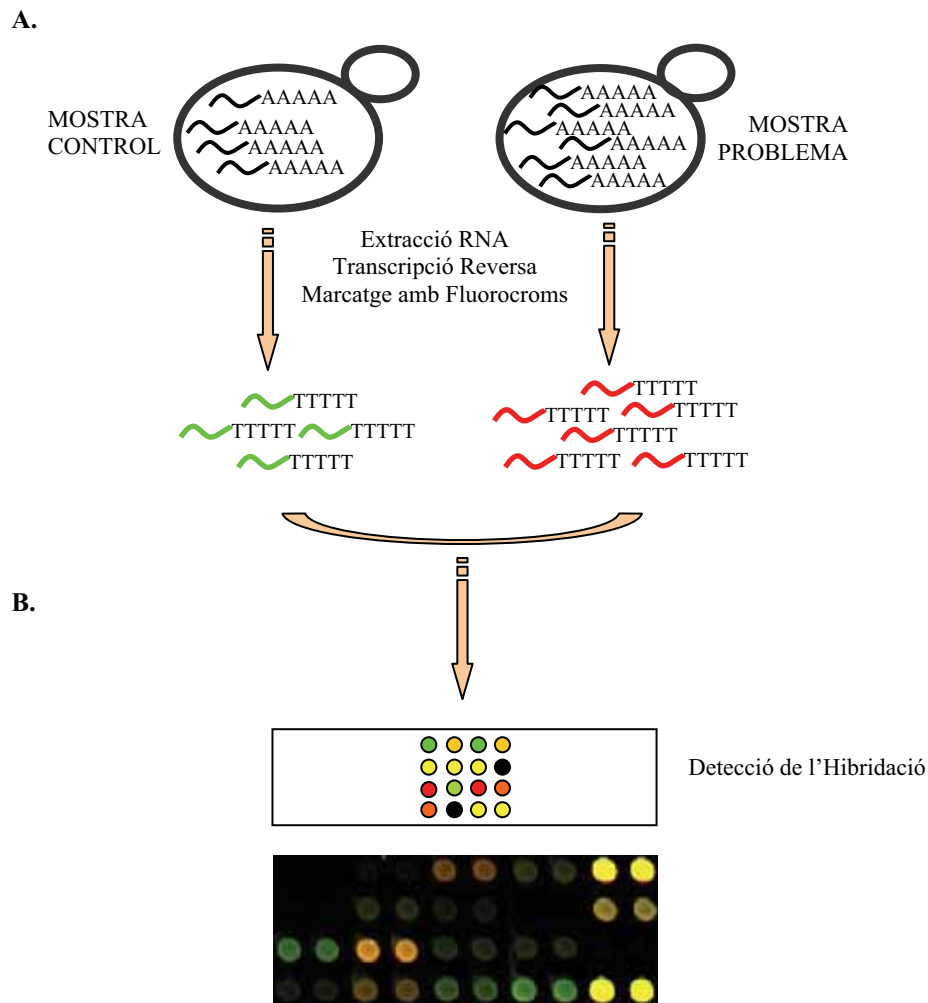 A.
MOSTRA
CONTROL
AAAAA
AAAAA
AAAAA
AAAAA
AAAAA
AAAAA
AAAAA
AAAAA
AAAAA
AAAAA
MOSTRA
PROBLEMA
Extracció RNA
Transcripció Reversa
Marcatge amb Fluorocroms
TTTTT
TTTTT TTTTT
TTTTT
TTTTT
TTTTT TTTTT
TTTTT
TTTTT TTTTT
B.
Detecció de l’Hibridació